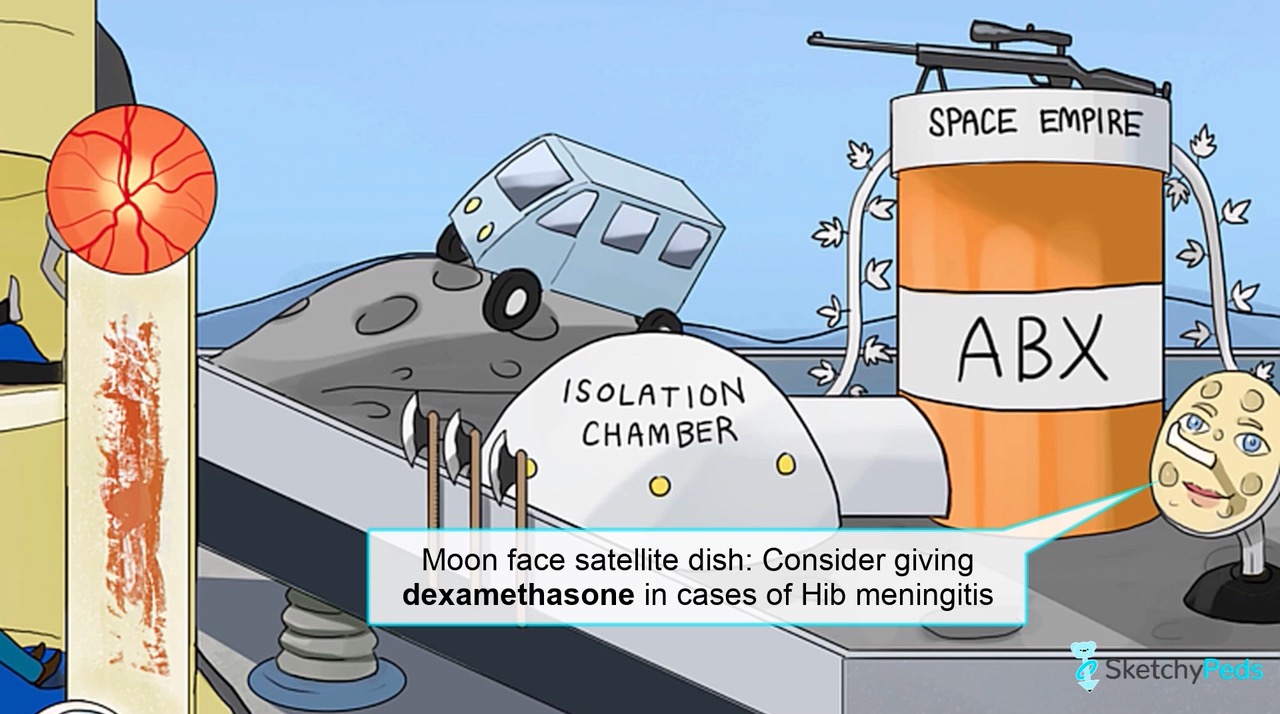 SPACE EMPIRE
ABX
ISOLATION
CHAMBER
Moon face satellite dish: Consider giving
dexamethasone in cases of Hib meningitis
SketchyPeds